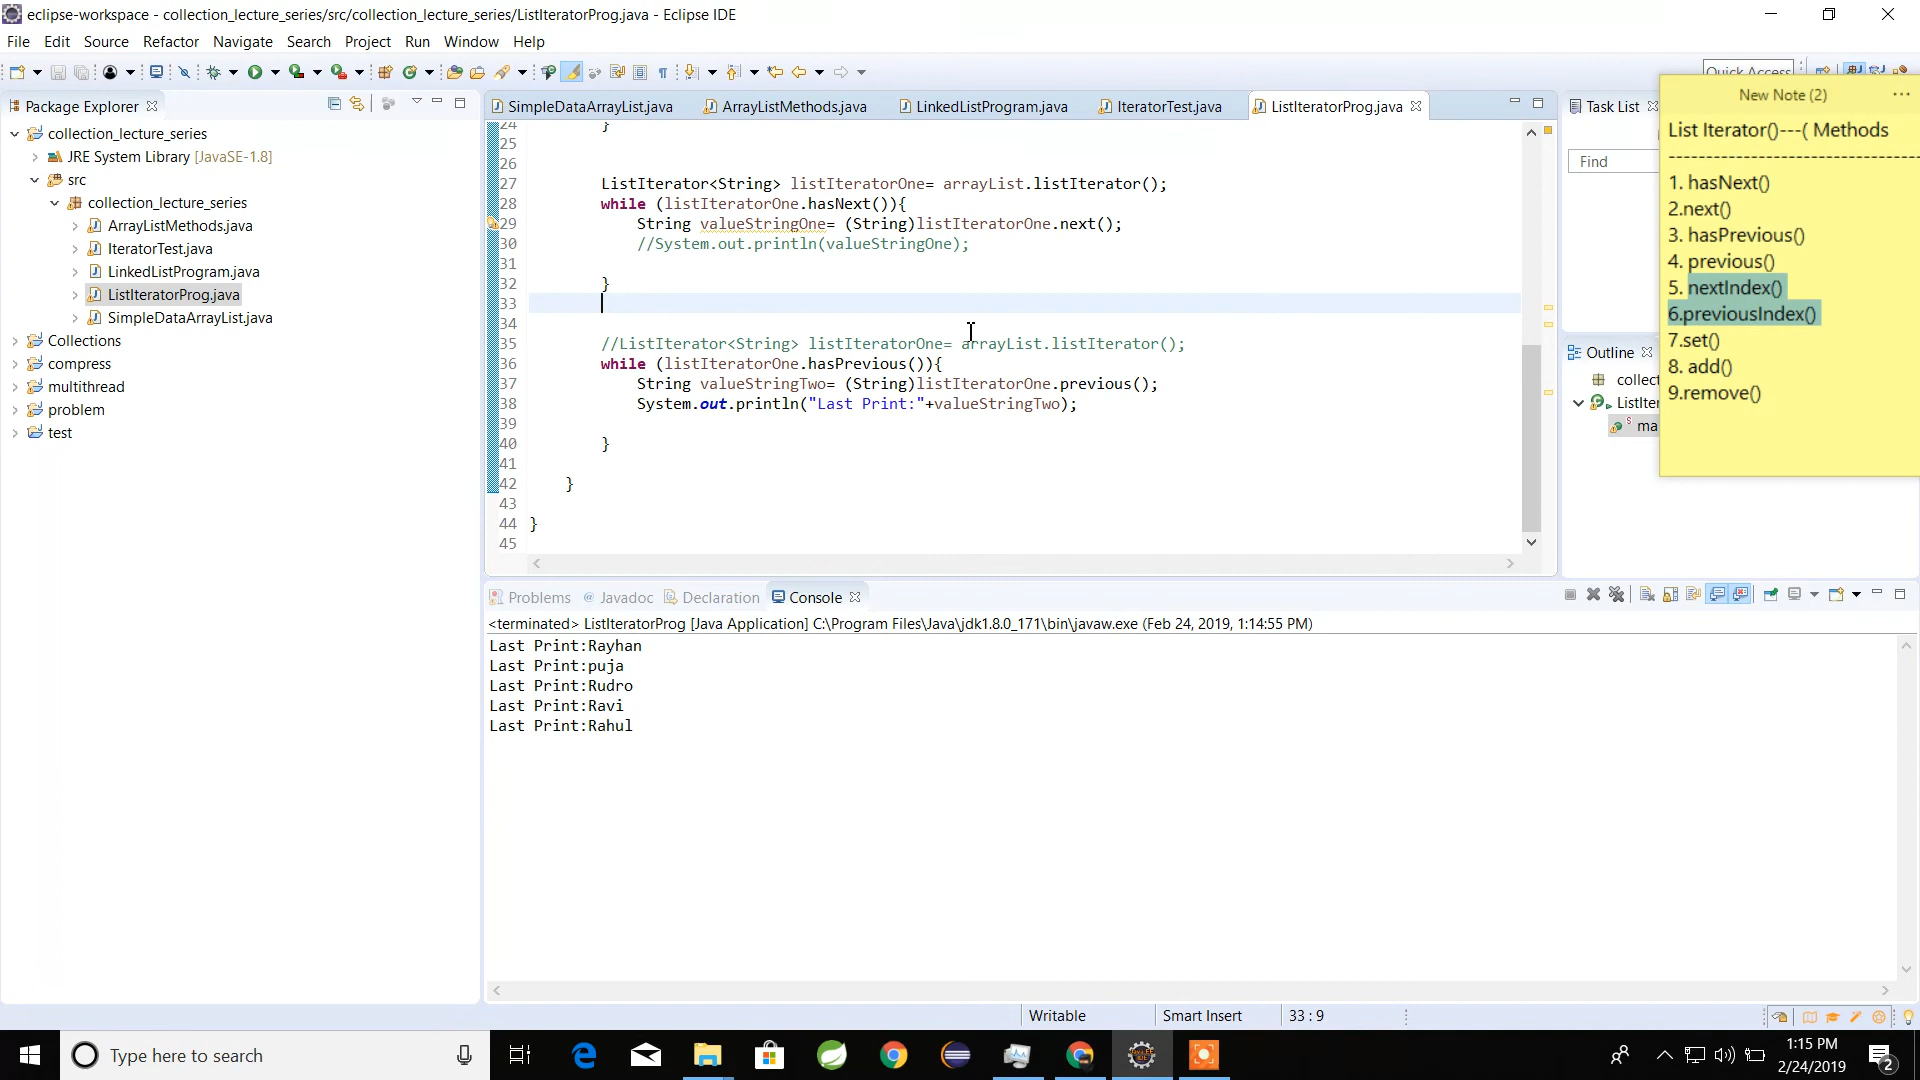 eclipse-workspace - collection_lecture_series/src/collection_lecture_series/ListIteratorProg.java - Eclipse IDE
File Edit Source Refactor Navigate Search Project Run Window Help
Quick Access
Package Explorer
collection_lecture_series
JRE System Library [JavaSE-1.8]
src
collection_lecture_series
ArrayListMethods.java
IteratorTest.java
LinkedListProgram.java
ListIteratorProg.java
SimpleDataArrayList.java
Collections
compress
multithread
problem
test
SimpleDataArrayList.java ArrayListMethods.java LinkedListProgram.java IteratorTest.java ListIteratorProg.java
24 }
25
26
27 ListIterator<String> listIteratorOne= arrayList.listIterator();
28 while (listIteratorOne.hasNext()){
29 String valueStringOne= (String)listIteratorOne.next();
30 //System.out.println(valueStringOne);
31
32 }
33
34
35 //ListIterator<String> listIteratorOne= arrayList.listIterator();
36 while (listIteratorOne.hasPrevious()){
37 String valueStringTwo= (String)listIteratorOne.previous();
38 System.out.println("Last Print:"+valueStringTwo);
39
40 }
41
42 }
43
44 }
45
Task List
Find
Outline
collect
ListIter
ma
New Note (2)
List Iterator()---( Methods
----------------------------------
1. hasNext()
2.next()
3. hasPrevious()
4. previous()
5. nextIndex()
6.previousIndex()
7.set()
8. add()
9.remove()
Problems Javadoc Declaration Console
<terminated> ListIteratorProg [Java Application] C:\Program Files\Java\jdk1.8.0_171\bin\javaw.exe (Feb 24, 2019, 1:14:55 PM)
Last Print:Rayhan
Last Print:puja
Last Print:Rudro
Last Print:Ravi
Last Print:Rahul
Writable Smart Insert 33 : 9
Type here to search
1:15 PM
2/24/2019
2